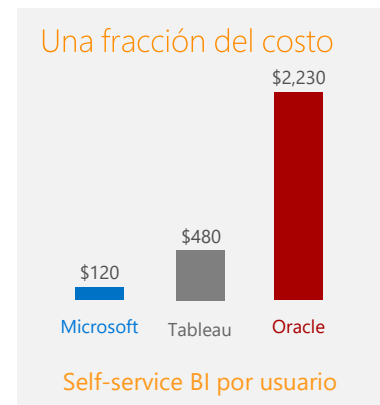 Una fracción del costo
$2,230
$480
$120
Microsoft
Tableau
Oracle
Self-service BI por usuario